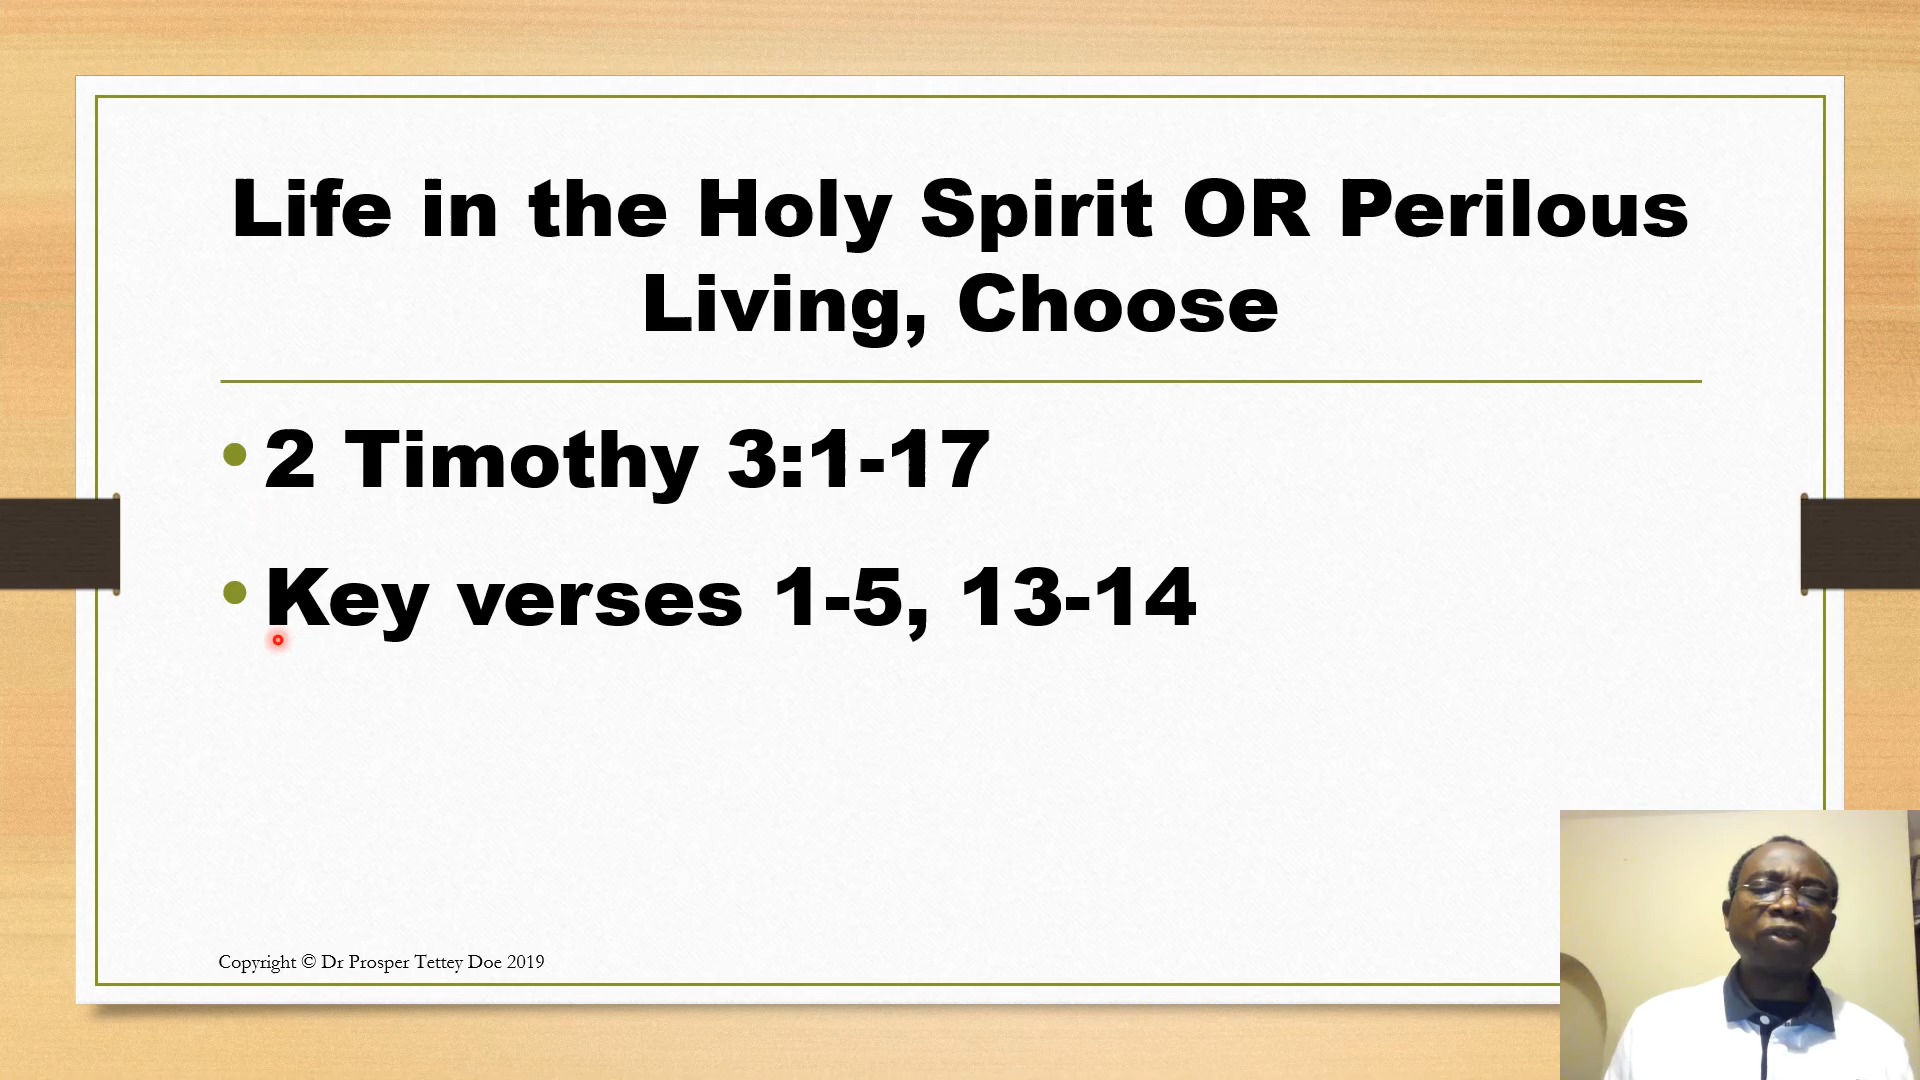 Life in the Holy Spirit OR Perilous
Living, Choose
• 2 Timothy 3:1-17
• Key verses 1-5, 13-14
Copyright © Dr Prosper Tettey Doe 2019